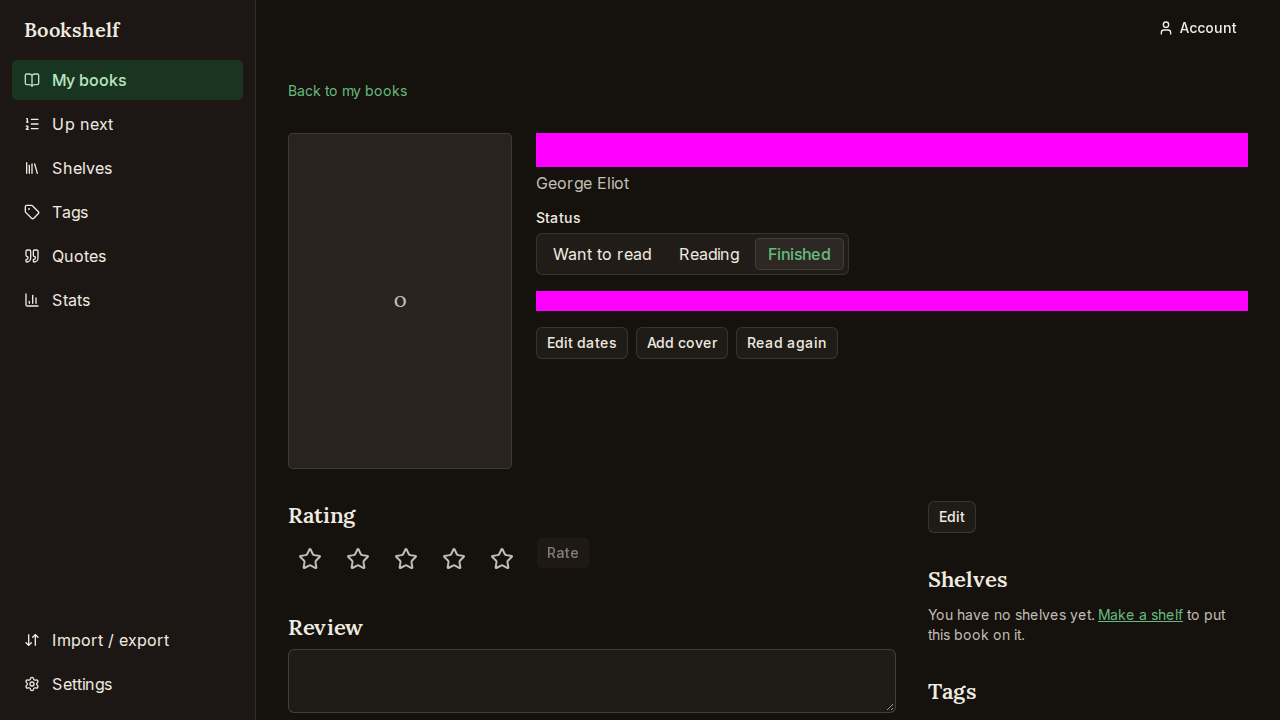 Bookshelf
Account
My books
Up next
Shelves
Tags
Quotes
Stats
Import / export
Settings
Back to my books
O
George Eliot
Status
Want to read
Reading
Finished
Edit dates
Add cover
Read again
Rating
Rate
Review
Edit
Shelves
You have no shelves yet. Make a shelf to put
this book on it.
Tags